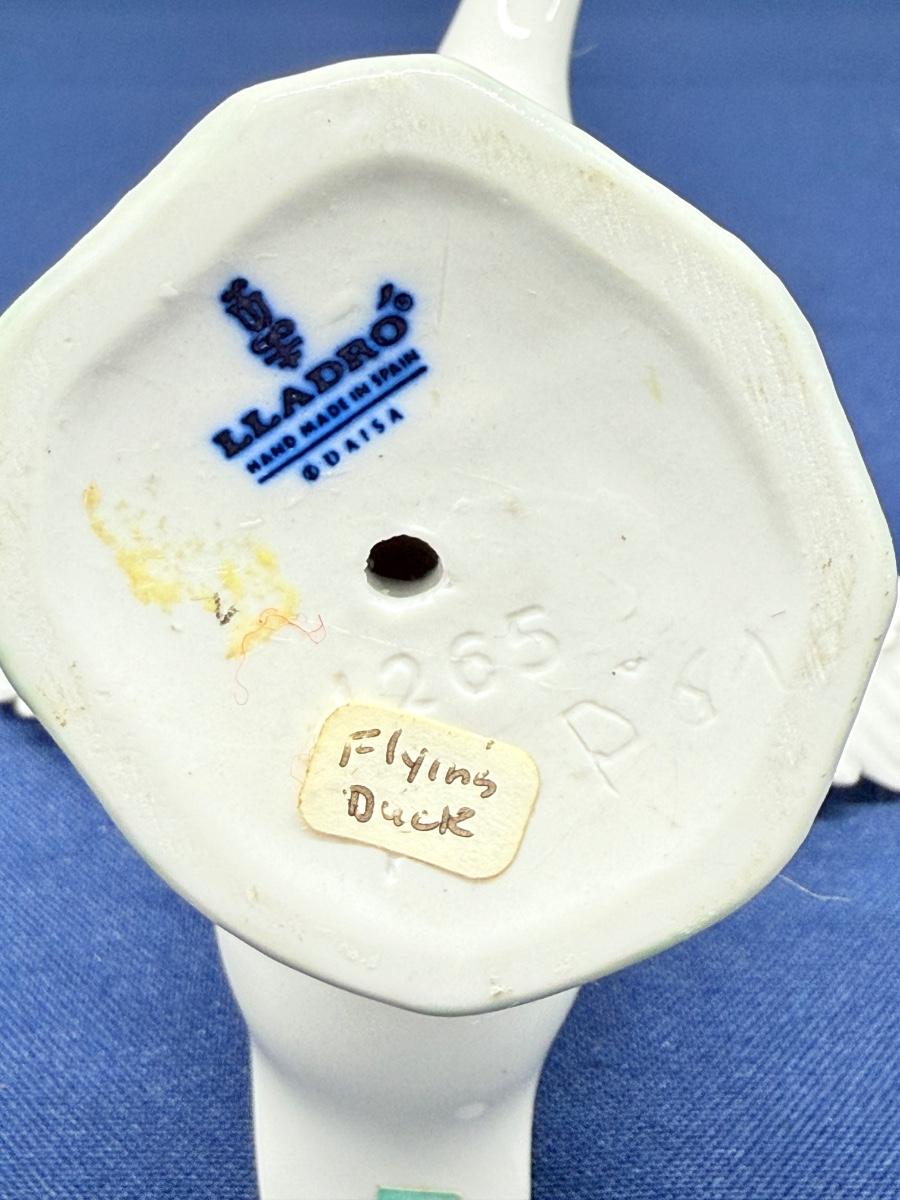 LLADRÓ®
HAND MADE IN SPAIN
© DAISA
1265
Flying
Duck